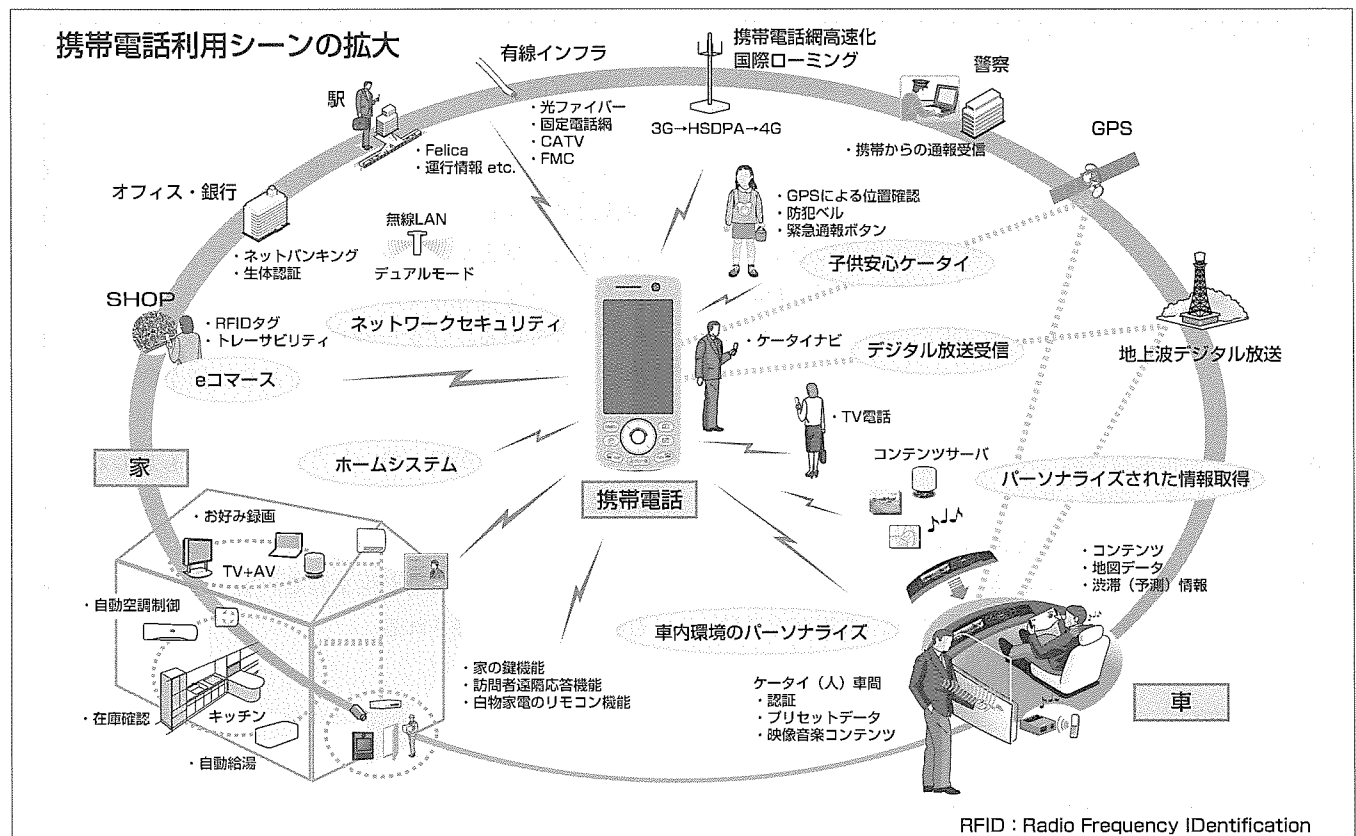 携帯電話利用シーンの拡大
有線インフラ
・光ファイバー
・固定電話網
・CATV
・FMC
携帯電話網高速化
国際ローミング
3G→HSDPA→4G
警察
・携帯からの通報受信
GPS
駅
・Felica
・運行情報 etc.
オフィス・銀行
・ネットバンキング
・生体認証
無線LAN
デュアルモード
・GPSによる位置確認
・防犯ベル
・緊急通報ボタン
子供安心ケータイ
SHOP
・RFIDタグ
・トレーサビリティ
eコマース
ネットワークセキュリティ
・ケータイナビ
デジタル放送受信
地上波デジタル放送
・TV電話
家
ホームシステム
携帯電話
コンテンツサーバ
パーソナライズされた情報取得
・お好み録画
TV+AV
・自動空調制御
・コンテンツ
・地図データ
・渋滞（予測）情報
車内環境のパーソナライズ
・家の鍵機能
・訪問者遠隔応答機能
・白物家電のリモコン機能
ケータイ（人）車間
・認証
・プリセットデータ
・映像音楽コンテンツ
車
・在庫確認
キッチン
・自動給湯
RFID：Radio Frequency IDentification